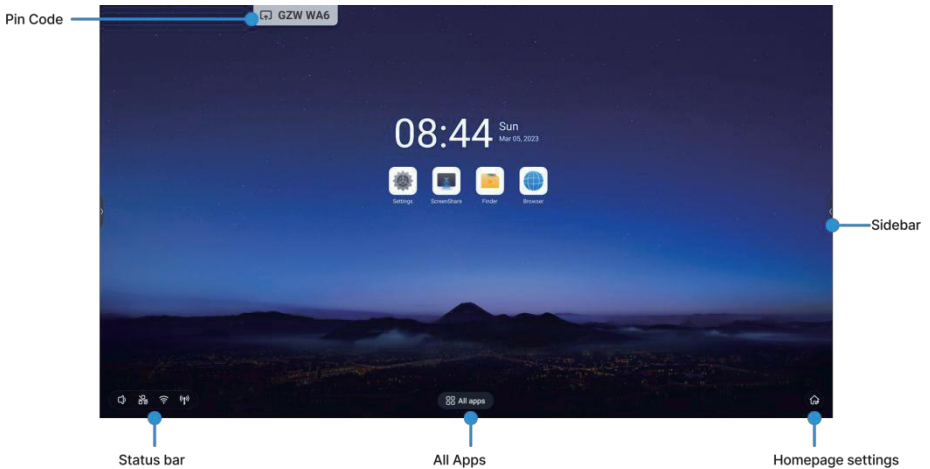 Pin Code
GZW WA6
08:44
Sun
Mar 05, 2023
Settings
ScreenShare
Finder
Browser
Sidebar
All apps
Status bar
All Apps
Homepage settings